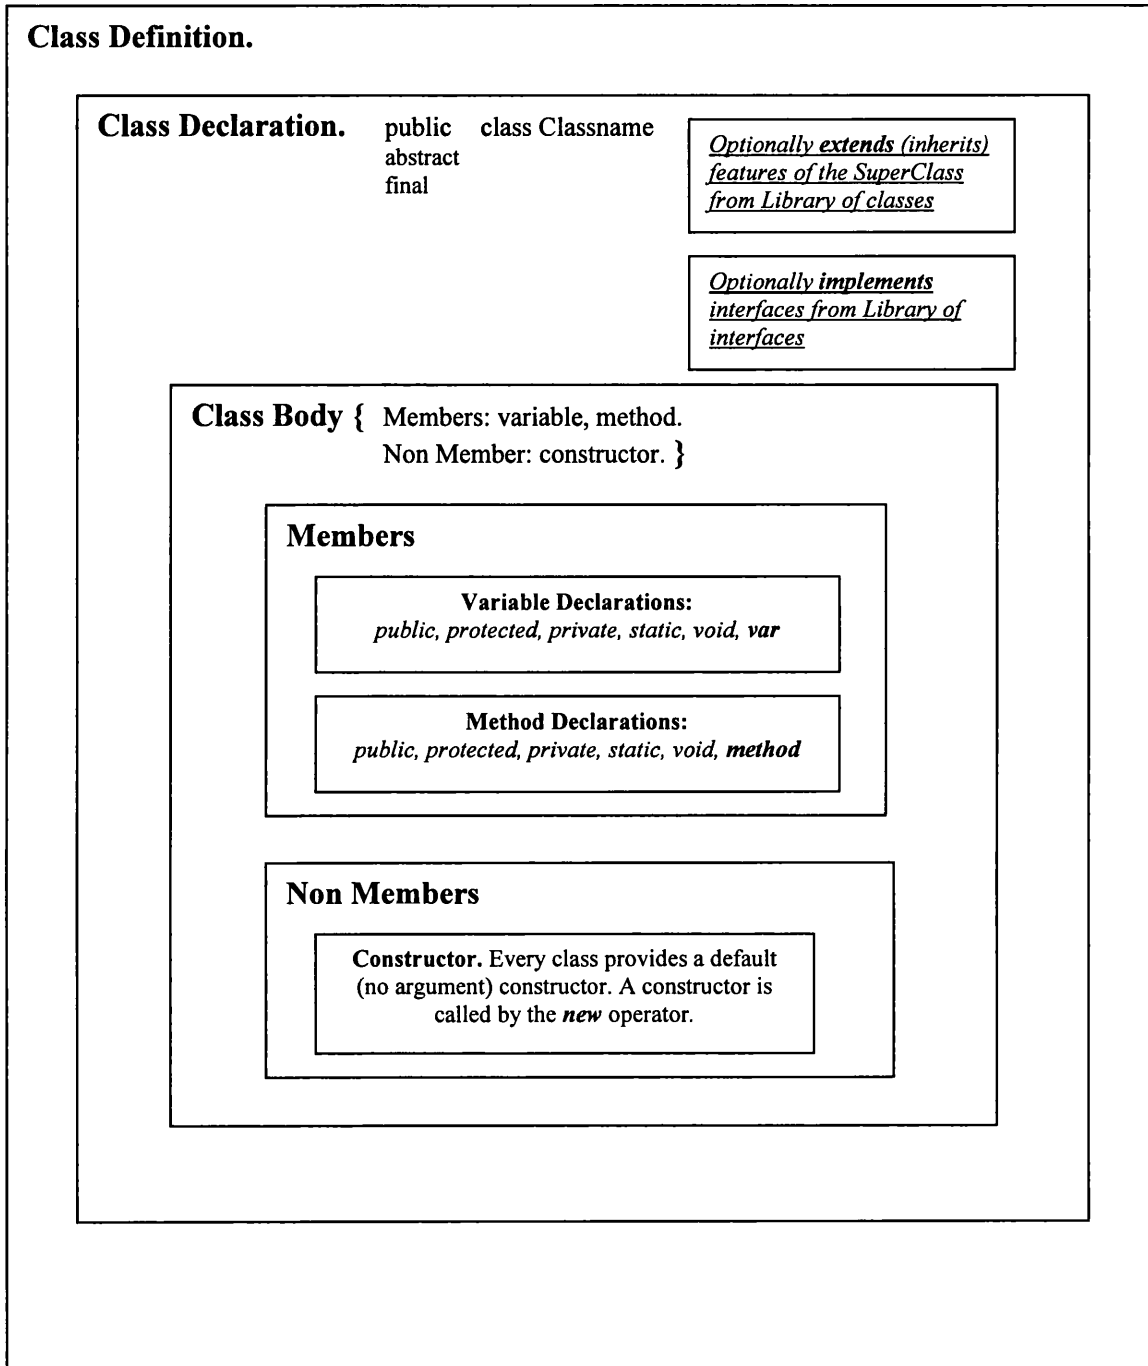 Class Definition.
Class Declaration. public class Classname
abstract
final
Optionally extends (inherits)
features of the SuperClass
from Library of classes
Optionally implements
interfaces from Library of
interfaces
Class Body { Members: variable, method.
Non Member: constructor. }
Members
Variable Declarations:
public, protected, private, static, void, var
Method Declarations:
public, protected, private, static, void, method
Non Members
Constructor. Every class provides a default
(no argument) constructor. A constructor is
called by the new operator.